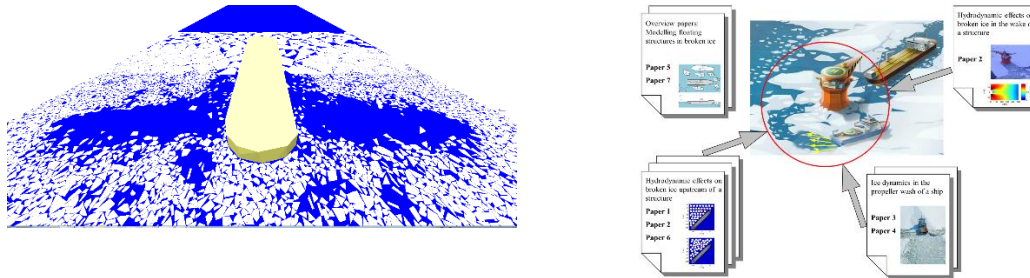 Overview papers:
Modelling floating
structures in broken ice
Paper 5
Paper 7
Hydrodynamic effects on
broken ice in the wake of
a structure
Paper 2
Hydrodynamic effects on
broken ice upstream of a
structure
Paper 1
Paper 2
Paper 6
Ice dynamics in the
propeller wash of a ship
Paper 3
Paper 4